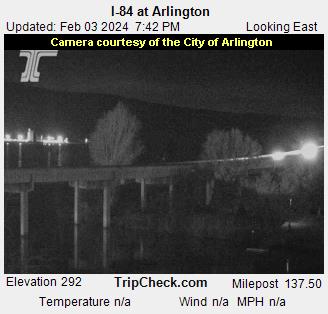 I-84 at Arlington
Updated: Feb 03 2024 7:42 PM Looking East
Camera courtesy of the City of Arlington
Elevation 292 TripCheck.com Milepost 137.50
Temperature n/a Wind n/a MPH n/a